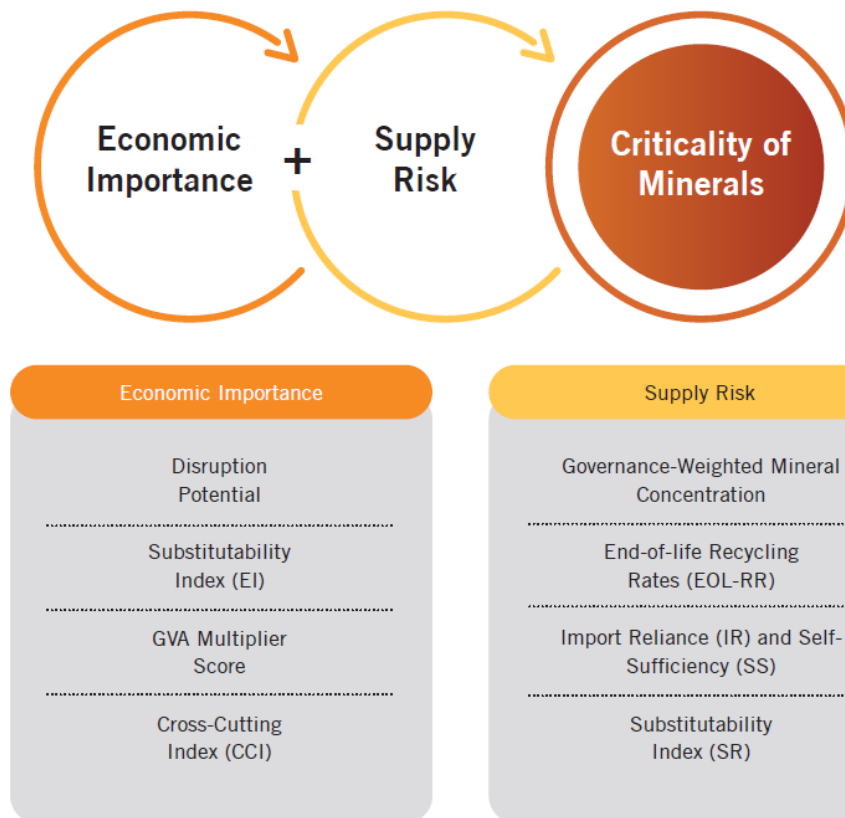 Economic
Importance
+
Supply
Risk
Criticality of
Minerals
Economic Importance
Disruption
Potential
Substitutability
Index (EI)
GVA Multiplier
Score
Cross-Cutting
Index (CCI)
Supply Risk
Governance-Weighted Mineral
Concentration
End-of-life Recycling
Rates (EOL-RR)
Import Reliance (IR) and Self-
Sufficiency (SS)
Substitutability
Index (SR)